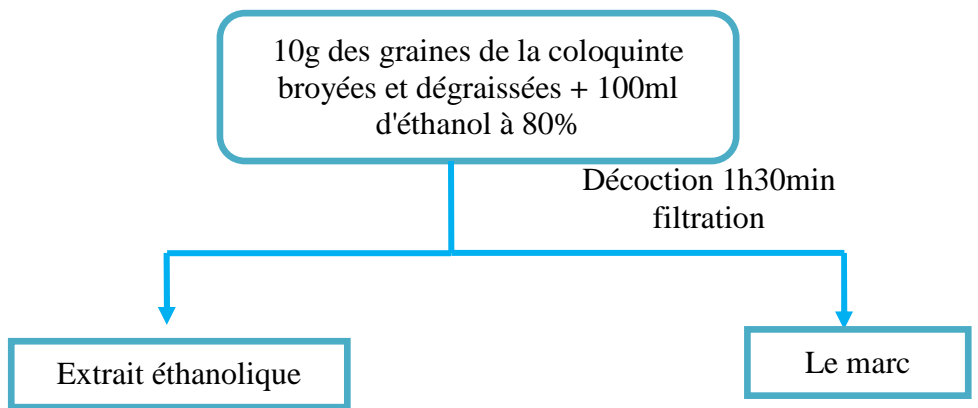 10g des graines de la coloquinte
broyées et dégraissées + 100ml
d'éthanol à 80%
Décoction 1h30min
filtration
Extrait éthanolique
Le marc